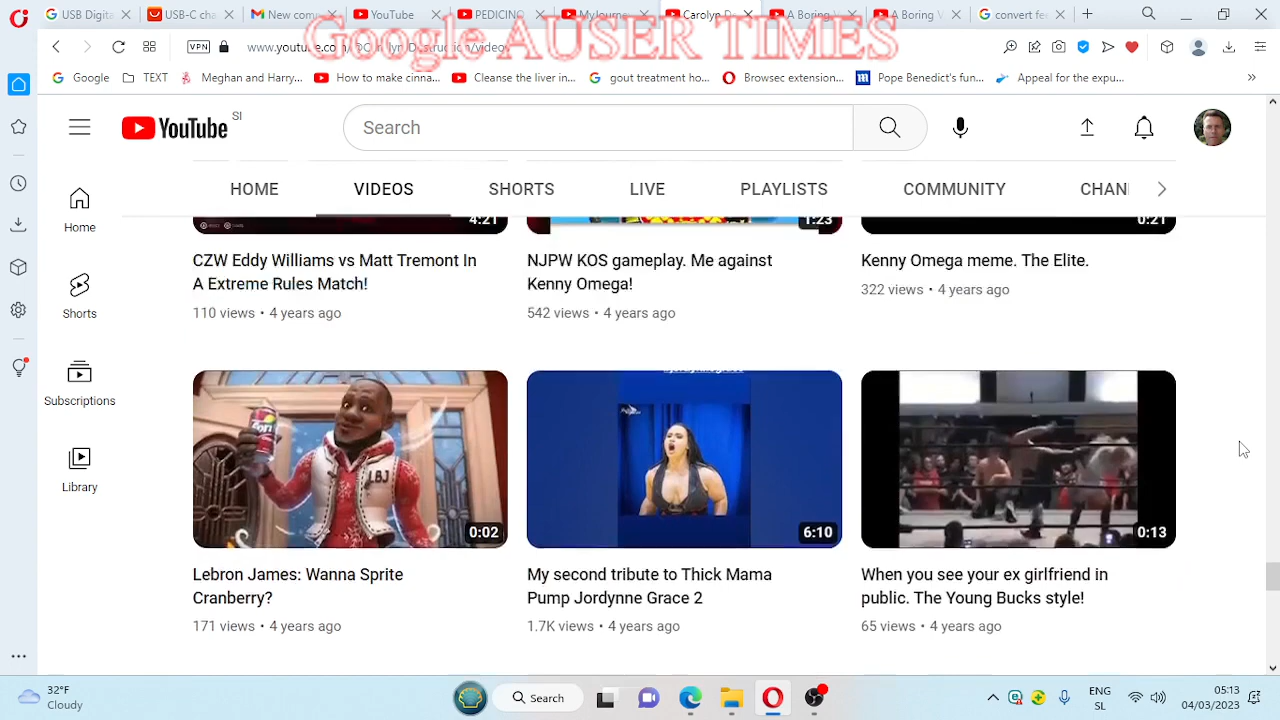 USB Digital
USB-C cha
New com
YouTube
PEDICINO
MyJourne
Carolyn D
A Boring V
A Boring V
convert fe
Google AUSER TIMES
VPN
Google
TEXT
Meghan and Harry...
How to make cinna...
Cleanse the liver in...
gout treatment ho...
Browsec extension...
Pope Benedict's fun...
Appeal for the expu...
YouTube SI
Search
HOME
VIDEOS
SHORTS
LIVE
PLAYLISTS
COMMUNITY
CHAN
Home
Shorts
Subscriptions
Library
4:21
1:23
0:21
CZW Eddy Williams vs Matt Tremont In
A Extreme Rules Match!
110 views • 4 years ago
NJPW KOS gameplay. Me against
Kenny Omega!
542 views • 4 years ago
Kenny Omega meme. The Elite.
322 views • 4 years ago
LBJ
0:02
6:10
0:13
Lebron James: Wanna Sprite
Cranberry?
171 views • 4 years ago
My second tribute to Thick Mama
Pump Jordynne Grace 2
1.7K views • 4 years ago
When you see your ex girlfriend in
public. The Young Bucks style!
65 views • 4 years ago
32°F
Cloudy
Search
ENG
SL
05:13
04/03/2023